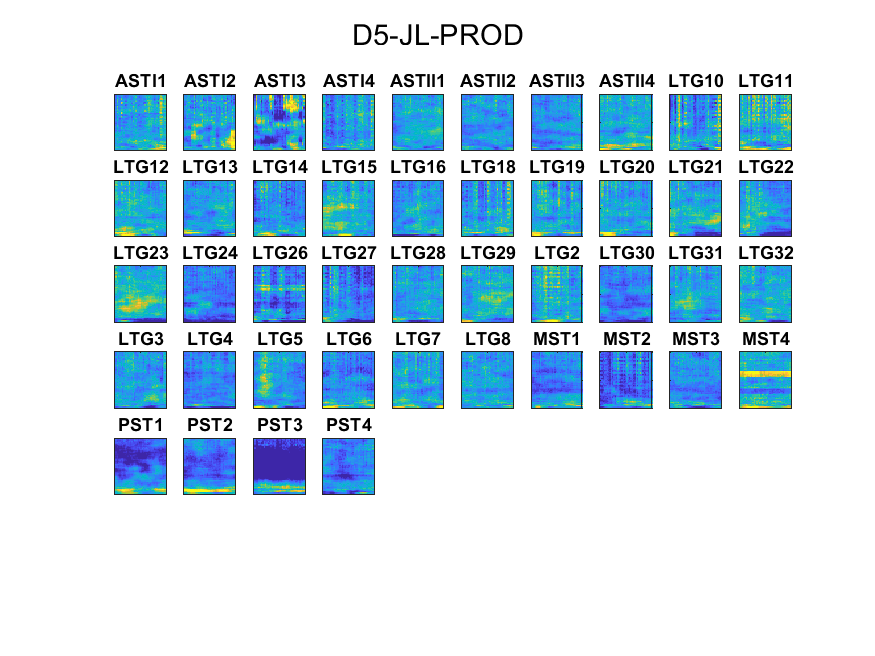 D5-JL-PROD
ASTI1 ASTI2 ASTI3 ASTI4 ASTII1 ASTII2 ASTII3 ASTII4 LTG10 LTG11
LTG12 LTG13 LTG14 LTG15 LTG16 LTG18 LTG19 LTG20 LTG21 LTG22
LTG23 LTG24 LTG26 LTG27 LTG28 LTG29 LTG2 LTG30 LTG31 LTG32
LTG3 LTG4 LTG5 LTG6 LTG7 LTG8 MST1 MST2 MST3 MST4
PST1 PST2 PST3 PST4